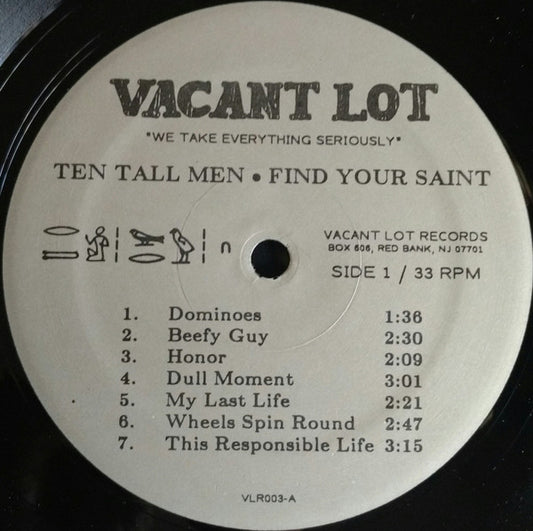 VACANT LOT
"WE TAKE EVERYTHING SERIOUSLY"
TEN TALL MEN • FIND YOUR SAINT
VACANT LOT RECORDS
BOX 606, RED BANK, NJ 07701
SIDE 1 / 33 RPM
1. Dominoes 1:36
2. Beefy Guy 2:30
3. Honor 2:09
4. Dull Moment 3:01
5. My Last Life 2:21
6. Wheels Spin Round 2:47
7. This Responsible Life 3:15
VLR003-A